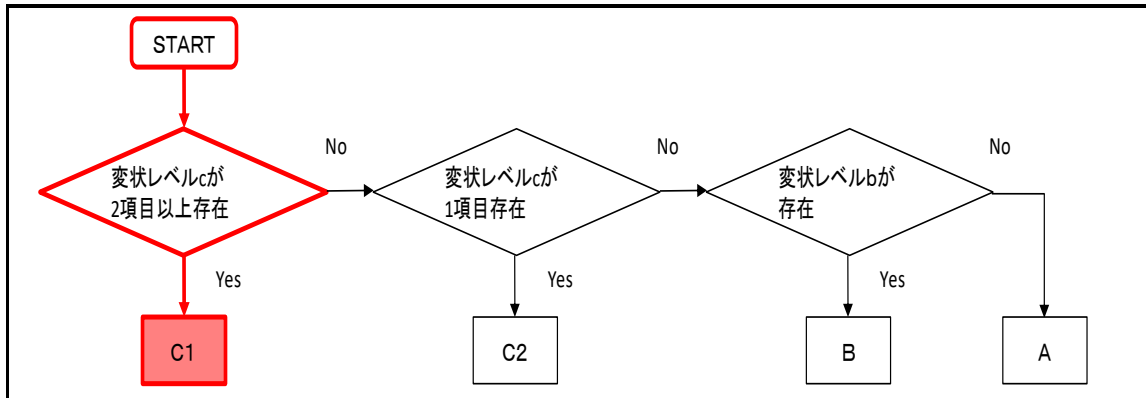 START
No
No
No
変状レベルcが
2項目以上存在
変状レベルcが
1項目存在
変状レベルbが
存在
Yes
Yes
Yes
C1
C2
B
A